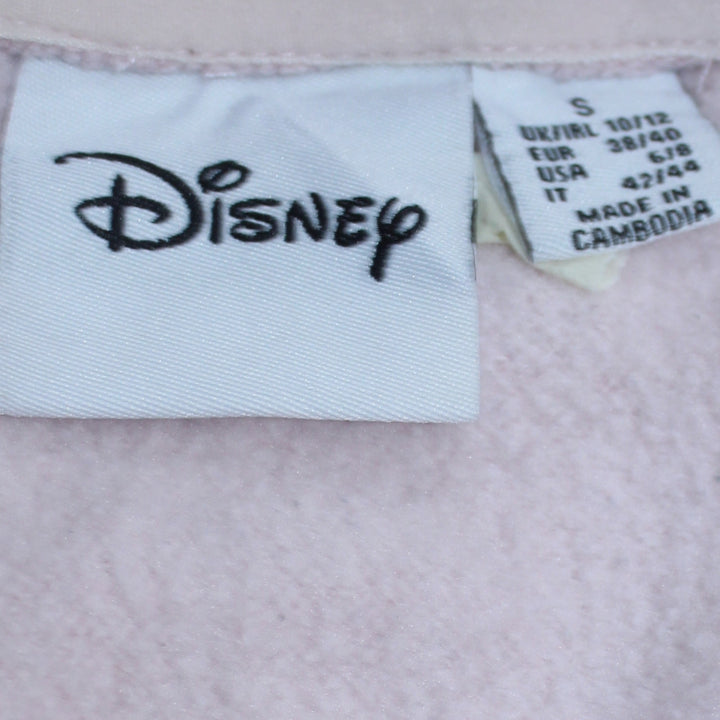 Disney
S
UK/IRL 10/12
EUR 38/40
USA 6/8
IT 42/44
MADE IN
CAMBODIA